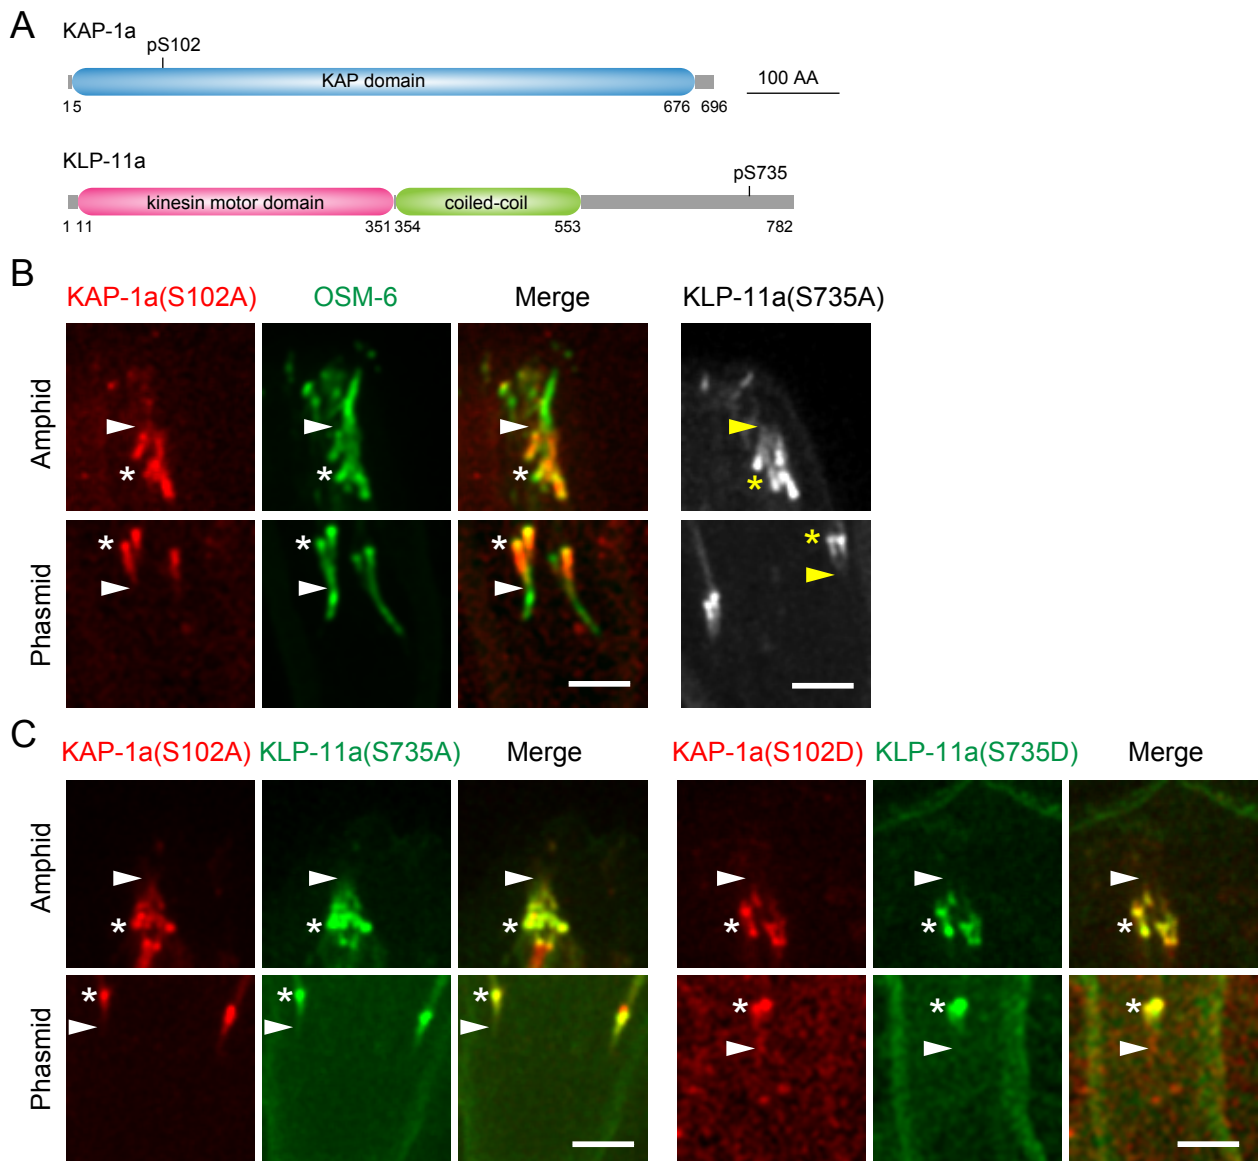 A
KAP-1a
pS102
KAP domain
100 AA
1 5 676 696
KLP-11a
pS735
kinesin motor domain coiled-coil
1 11 351 354 553 782
B
KAP-1a(S102A) OSM-6 Merge KLP-11a(S735A)
Amphid
*
*
*
*
Phasmid
*
*
*
*
C
KAP-1a(S102A) KLP-11a(S735A) Merge KAP-1a(S102D) KLP-11a(S735D) Merge
Amphid
* * * * * *
Phasmid
* * * * * *